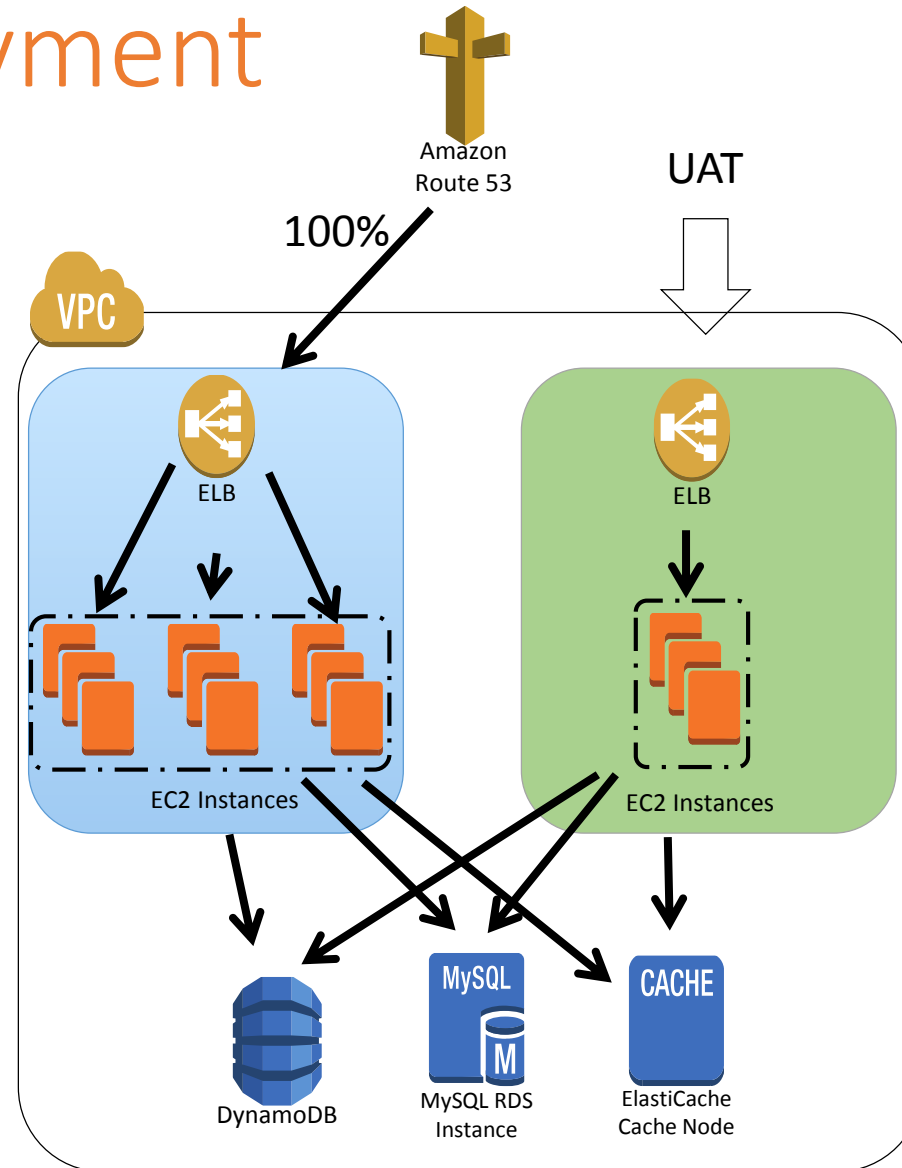 yment
Amazon
Route 53
UAT
100%
VPC
ELB
ELB
EC2 Instances
EC2 Instances
MySQL
M
CACHE
DynamoDB
MySQL RDS
Instance
ElastiCache
Cache Node